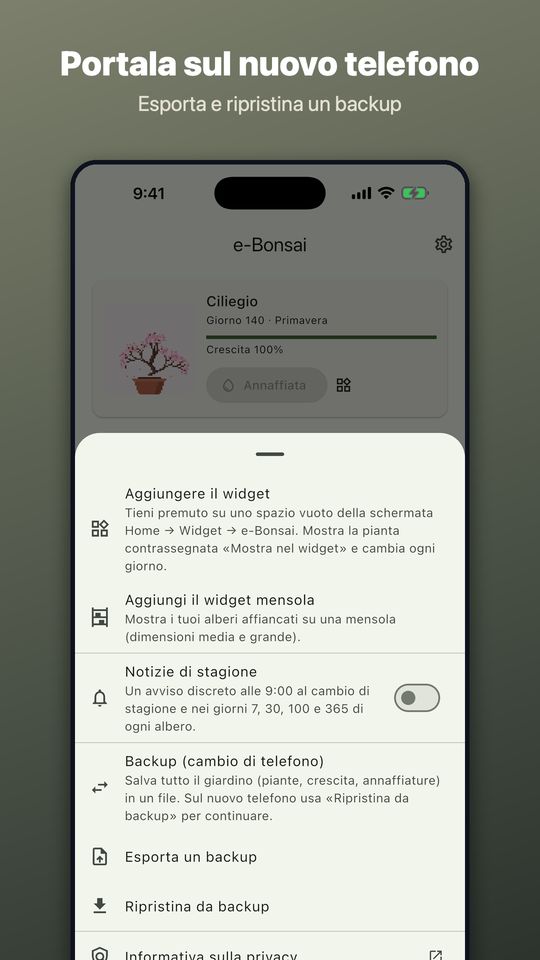 Portala sul nuovo telefono
Esporta e ripristina un backup
9:41
e-Bonsai
Ciliegio
Giorno 140 · Primavera
Crescita 100%
Annaffiata
Aggiungere il widget
Tieni premuto su uno spazio vuoto della schermata
Home → Widget → e-Bonsai. Mostra la pianta
contrassegnata «Mostra nel widget» e cambia ogni
giorno.
Aggiungi il widget mensola
Mostra i tuoi alberi affiancati su una mensola
(dimensioni media e grande).
Notizie di stagione
Un avviso discreto alle 9:00 al cambio di
stagione e nei giorni 7, 30, 100 e 365 di
ogni albero.
Backup (cambio di telefono)
Salva tutto il giardino (piante, crescita, annaffiature)
in un file. Sul nuovo telefono usa «Ripristina da
backup» per continuare.
Esporta un backup
Ripristina da backup
Informativa sulla privacy